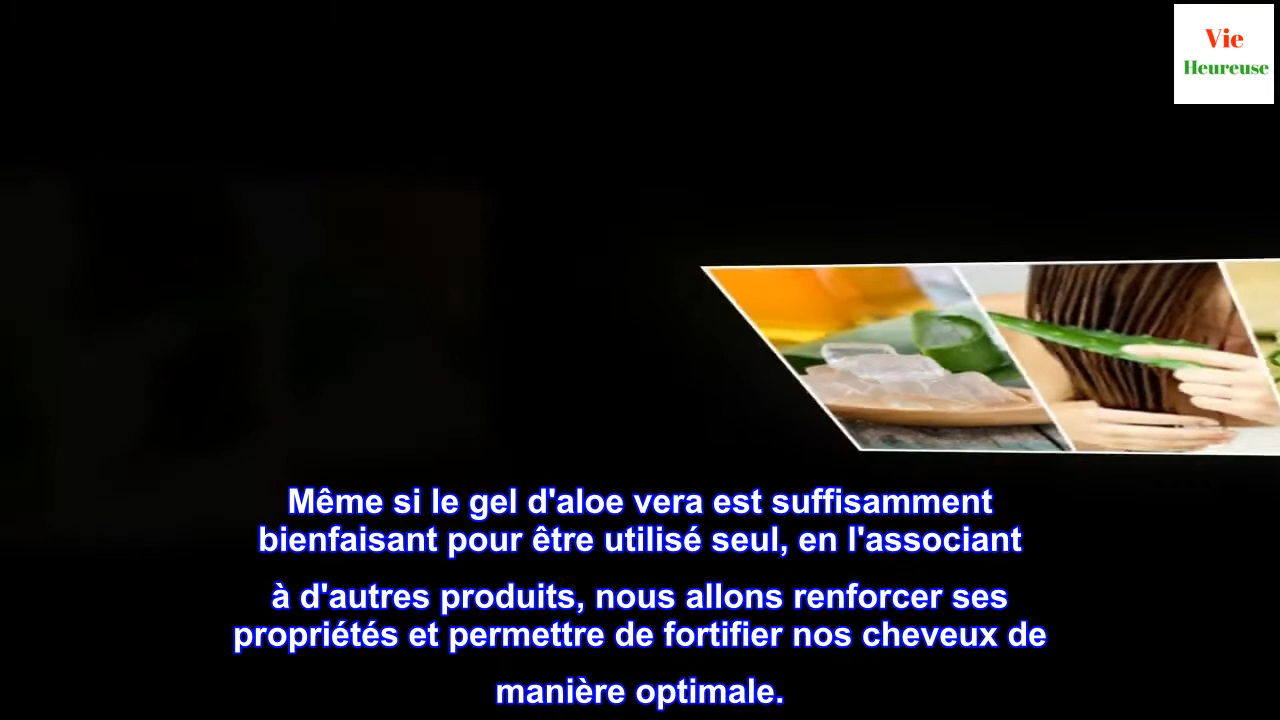 Vie
Heureuse
Même si le gel d'aloe vera est suffisamment
bienfaisant pour être utilisé seul, en l'associant
à d'autres produits, nous allons renforcer ses
propriétés et permettre de fortifier nos cheveux de
manière optimale.